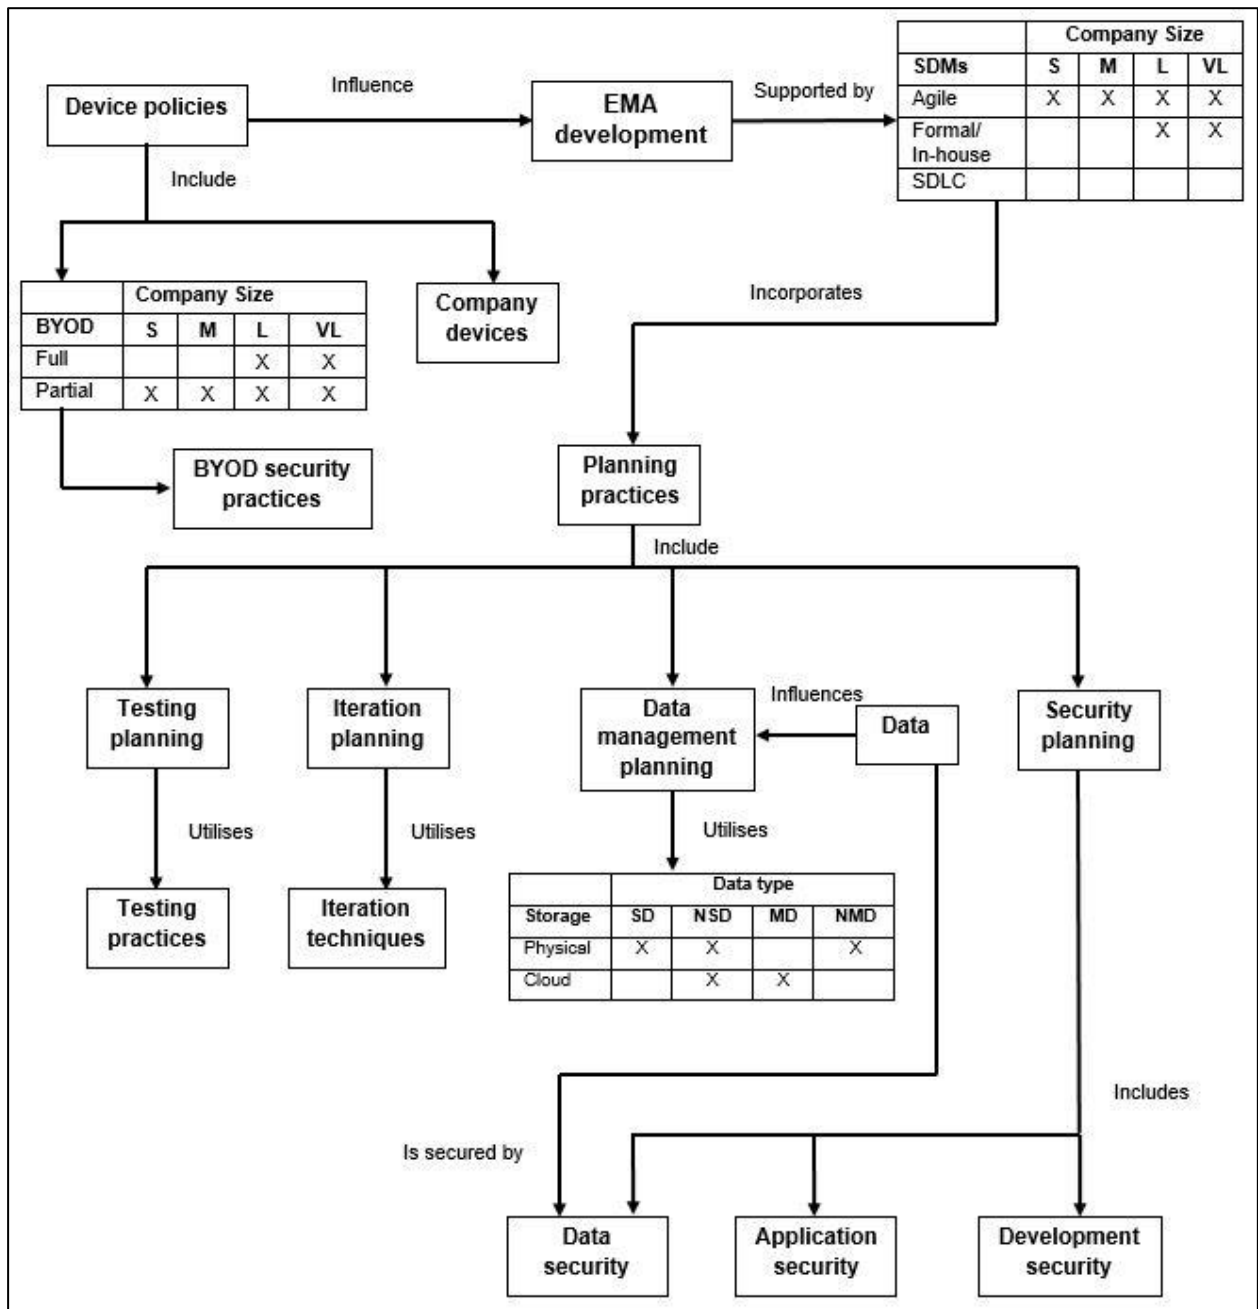 Company Size
SDMs S M L VL
Agile X X X X
Formal/ X X
In-house
SDLC
Device policies
Influence
EMA
development
Supported by
Include
Company Size
BYOD S M L VL
Full X X
Partial X X X X
Company
devices
Incorporates
BYOD security
practices
Planning
practices
Include
Testing
planning
Iteration
planning
Data
management
planning
Influences
Data
Security
planning
Utilises
Utilises
Utilises
Testing
practices
Iteration
techniques
Data type
Storage SD NSD MD NMD
Physical X X X
Cloud X X
Includes
Is secured by
Data
security
Application
security
Development
security